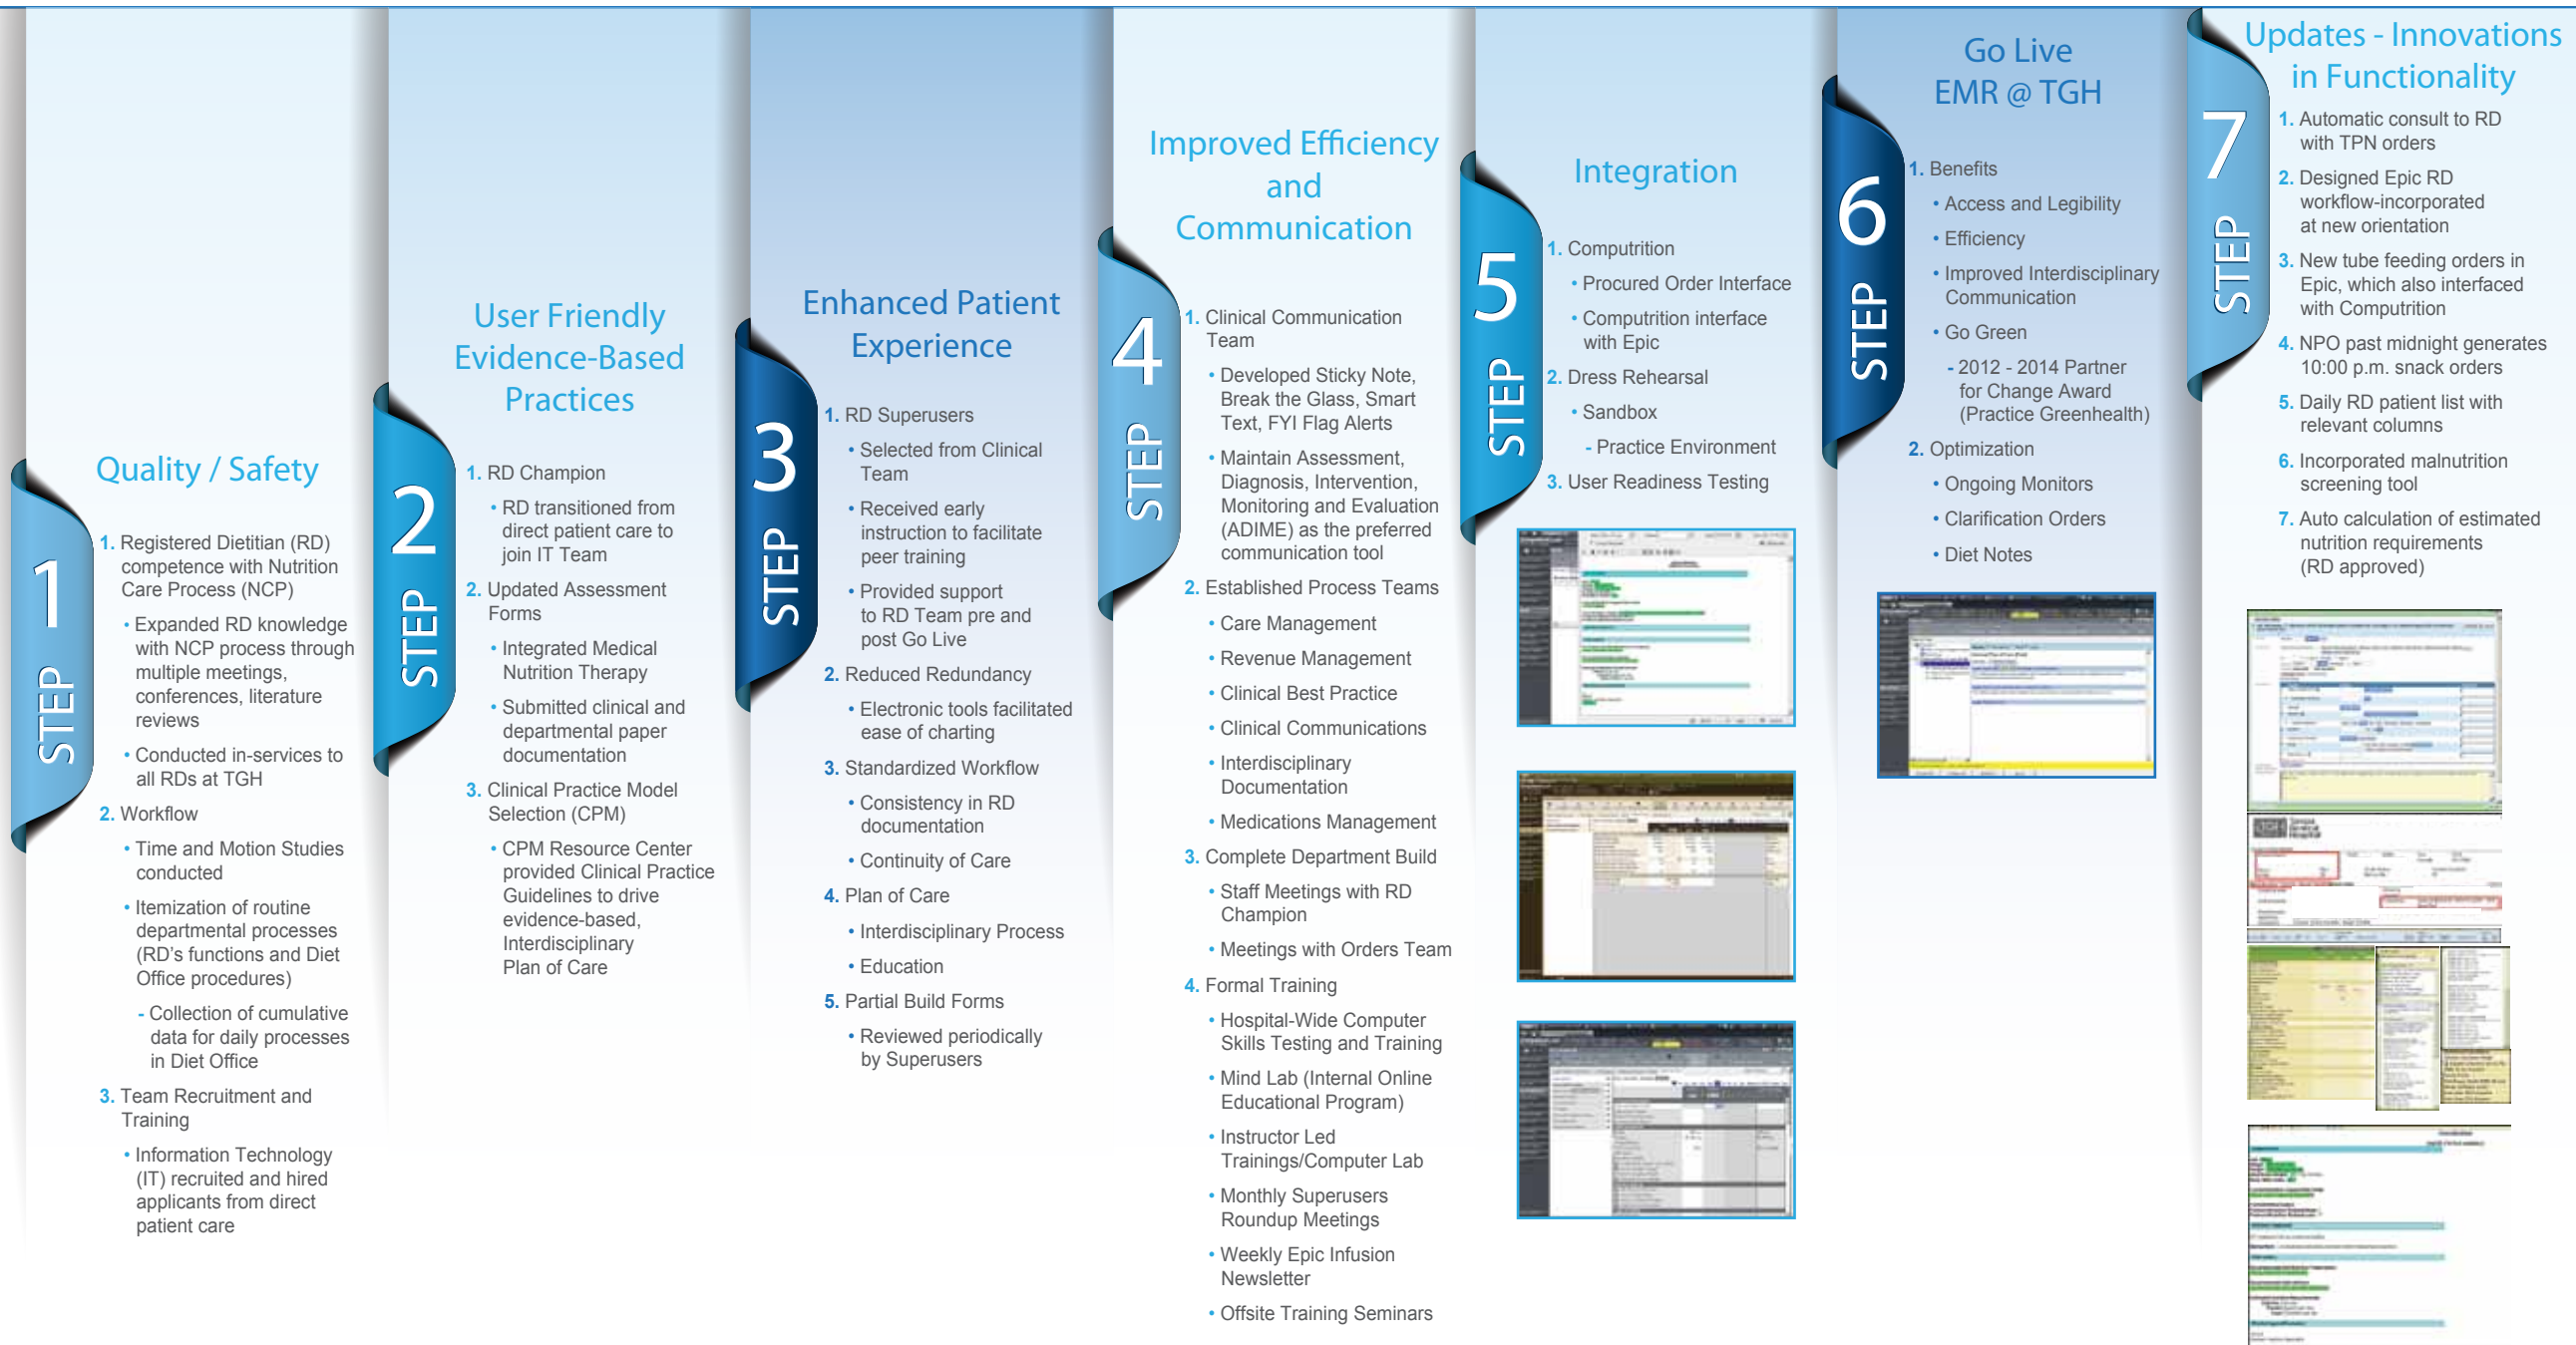 STEP 1
Quality / Safety
1. Registered Dietitian (RD)
competence with Nutrition
Care Process (NCP)
• Expanded RD knowledge
with NCP process through
multiple meetings,
conferences, literature
reviews
• Conducted in-services to
all RDs at TGH
2. Workflow
• Time and Motion Studies
conducted
• Itemization of routine
departmental processes
(RD's functions and Diet
Office procedures)
- Collection of cumulative
data for daily processes
in Diet Office
3. Team Recruitment and
Training
• Information Technology
(IT) recruited and hired
applicants from direct
patient care
STEP 2
User Friendly
Evidence-Based
Practices
1. RD Champion
• RD transitioned from
direct patient care to
join IT Team
2. Updated Assessment
Forms
• Integrated Medical
Nutrition Therapy
• Submitted clinical and
departmental paper
documentation
3. Clinical Practice Model
Selection (CPM)
• CPM Resource Center
provided Clinical Practice
Guidelines to drive
evidence-based,
Interdisciplinary
Plan of Care
STEP 3
Enhanced Patient
Experience
1. RD Superusers
• Selected from Clinical
Team
• Received early
instruction to facilitate
peer training
• Provided support
to RD Team pre and
post Go Live
2. Reduced Redundancy
• Electronic tools facilitated
ease of charting
3. Standardized Workflow
• Consistency in RD
documentation
• Continuity of Care
4. Plan of Care
• Interdisciplinary Process
• Education
5. Partial Build Forms
• Reviewed periodically
by Superusers
STEP 4
Improved Efficiency
and
Communication
1. Clinical Communication
Team
• Developed Sticky Note,
Break the Glass, Smart
Text, FYI Flag Alerts
• Maintain Assessment,
Diagnosis, Intervention,
Monitoring and Evaluation
(ADIME) as the preferred
communication tool
2. Established Process Teams
• Care Management
• Revenue Management
• Clinical Best Practice
• Clinical Communications
• Interdisciplinary
Documentation
• Medications Management
3. Complete Department Build
• Staff Meetings with RD
Champion
• Meetings with Orders Team
4. Formal Training
• Hospital-Wide Computer
Skills Testing and Training
• Mind Lab (Internal Online
Educational Program)
• Instructor Led
Trainings/Computer Lab
• Monthly Superusers
Roundup Meetings
• Weekly Epic Infusion
Newsletter
• Offsite Training Seminars
STEP 5
Integration
1. Computrition
• Procured Order Interface
• Computrition interface
with Epic
2. Dress Rehearsal
• Sandbox
- Practice Environment
3. User Readiness Testing
STEP 6
Go Live
EMR @ TGH
1. Benefits
• Access and Legibility
• Efficiency
• Improved Interdisciplinary
Communication
• Go Green
- 2012 - 2014 Partner
for Change Award
(Practice Greenhealth)
2. Optimization
• Ongoing Monitors
• Clarification Orders
• Diet Notes
STEP 7
Updates - Innovations
in Functionality
1. Automatic consult to RD
with TPN orders
2. Designed Epic RD
workflow-incorporated
at new orientation
3. New tube feeding orders in
Epic, which also interfaced
with Computrition
4. NPO past midnight generates
10:00 p.m. snack orders
5. Daily RD patient list with
relevant columns
6. Incorporated malnutrition
screening tool
7. Auto calculation of estimated
nutrition requirements
(RD approved)